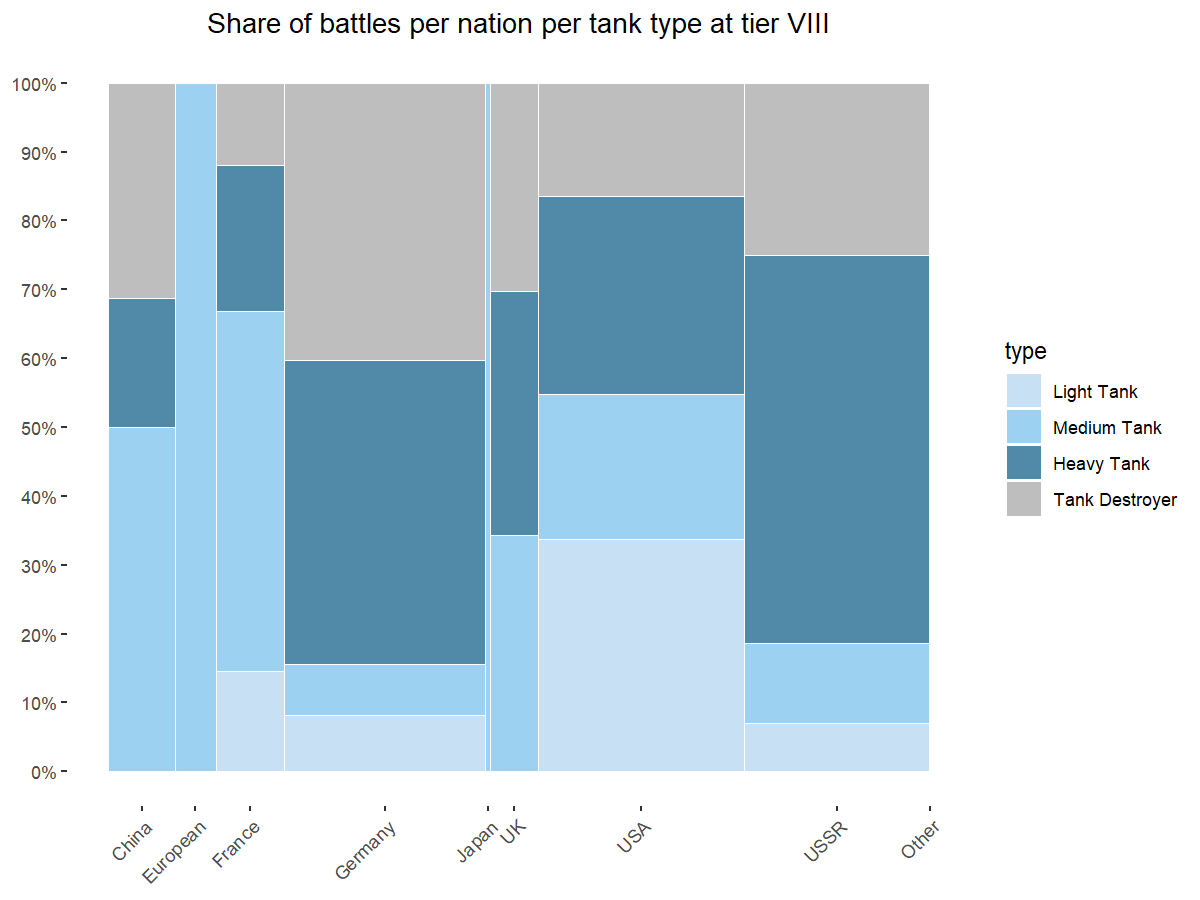 Share of battles per nation per tank type at tier VIII
100%
90%
80%
70%
60%
50%
40%
30%
20%
10%
0%
China
European
France
Germany
Japan
UK
USA
USSR
Other
type
Light Tank
Medium Tank
Heavy Tank
Tank Destroyer